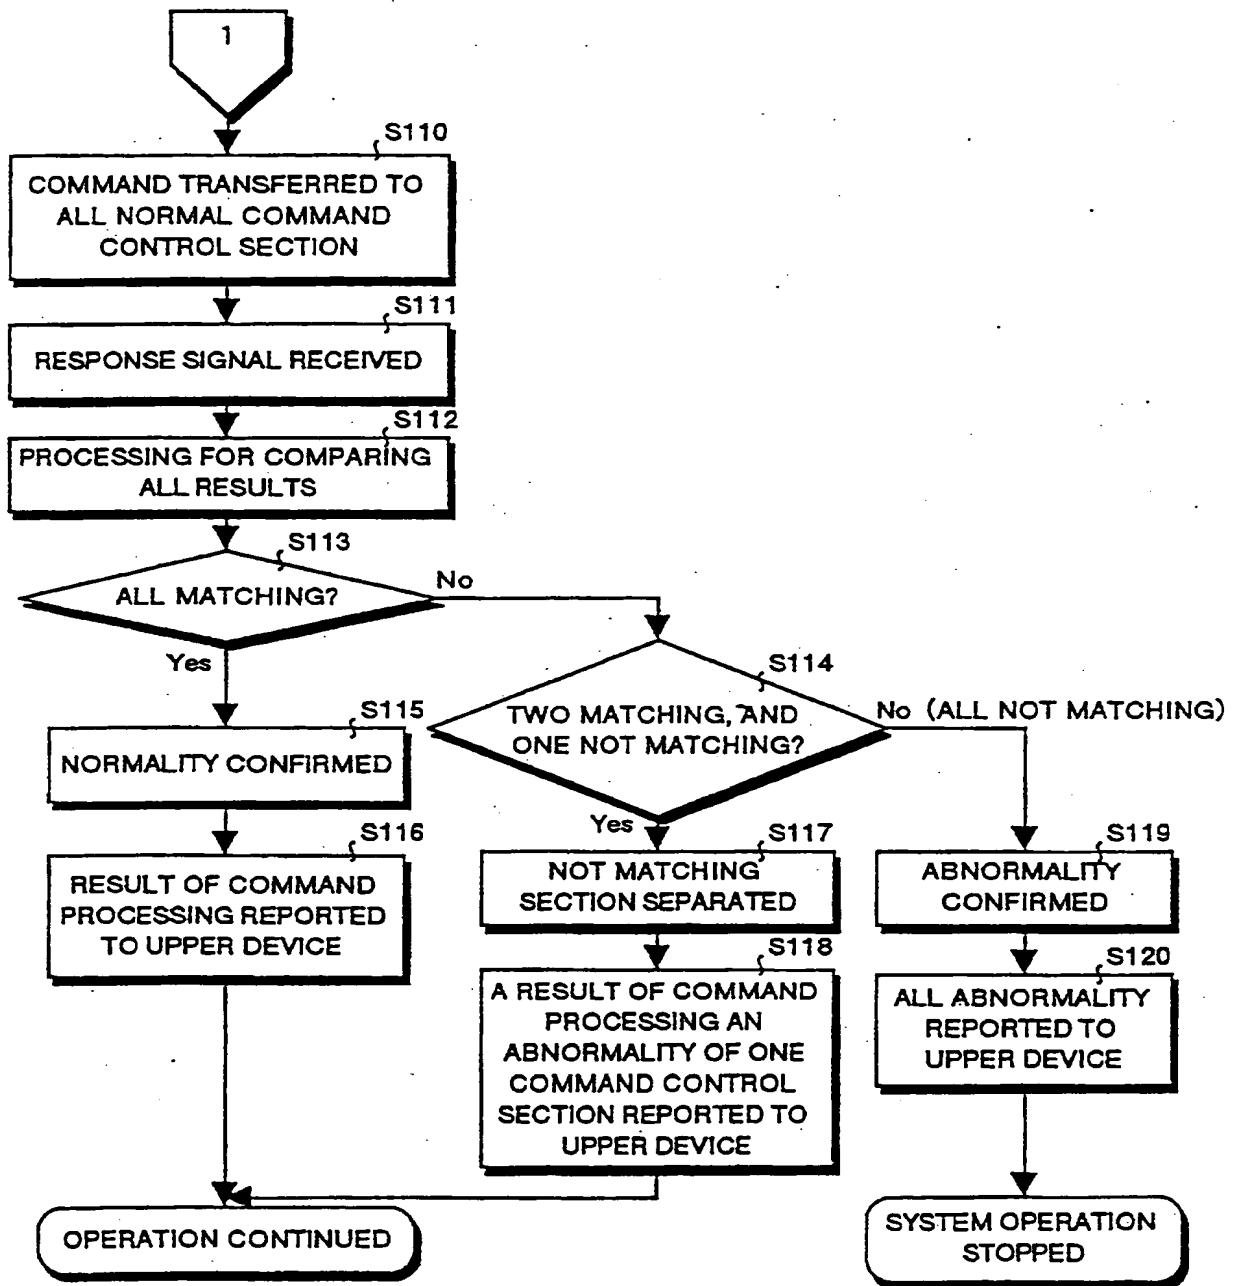 1
S110
COMMAND TRANSFERRED TO
ALL NORMAL COMMAND
CONTROL SECTION
S111
RESPONSE SIGNAL RECEIVED
S112
PROCESSING FOR COMPARING
ALL RESULTS
S113
ALL MATCHING?
No
Yes
S114
TWO MATCHING, AND
ONE NOT MATCHING?
No (ALL NOT MATCHING)
Yes
S115
NORMALITY CONFIRMED
S116
RESULT OF COMMAND
PROCESSING REPORTED
TO UPPER DEVICE
S117
NOT MATCHING
SECTION SEPARATED
S118
A RESULT OF COMMAND
PROCESSING AN
ABNORMALITY OF ONE
COMMAND CONTROL
SECTION REPORTED TO
UPPER DEVICE
S119
ABNORMALITY
CONFIRMED
S120
ALL ABNORMALITY
REPORTED TO
UPPER DEVICE
OPERATION CONTINUED
SYSTEM OPERATION
STOPPED